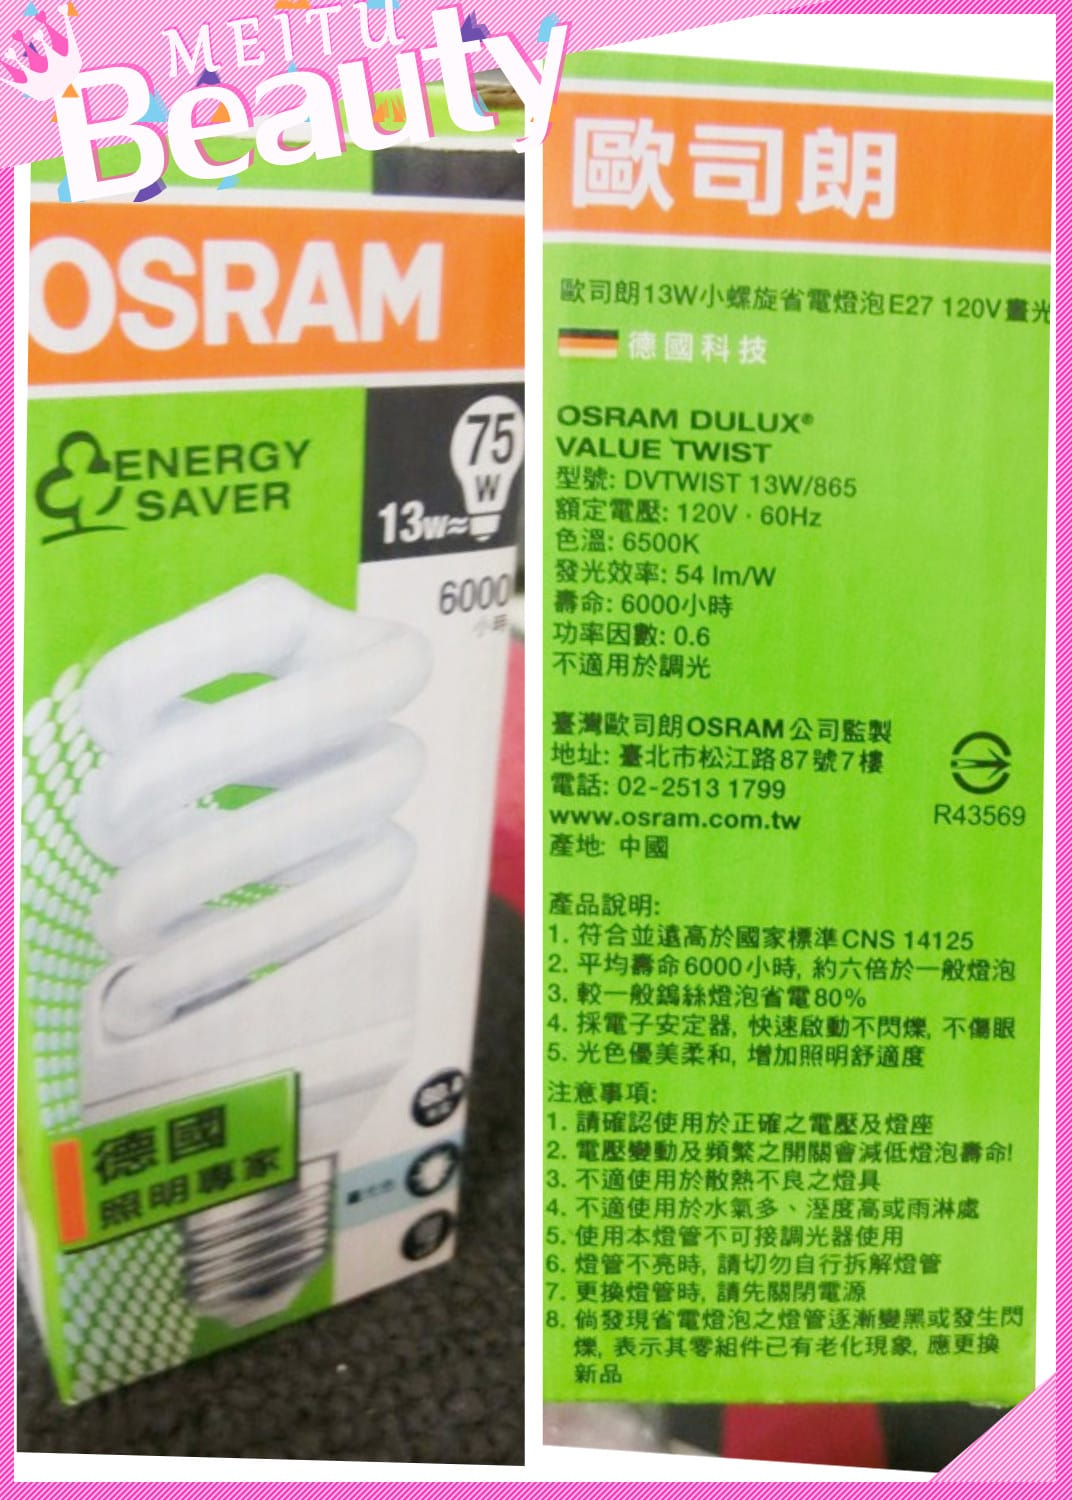 MEITU
Beauty
OSRAM
ENERGY
SAVER
75
W
13W≈
6000
小時
德國
照明專家
歐司朗
歐司朗13W小螺旋省電燈泡E27 120V晝光
德國科技
OSRAM DULUX®
VALUE TWIST
型號: DVTWIST 13W/865
額定電壓: 120V · 60Hz
色溫: 6500K
發光效率: 54 lm/W
壽命: 6000小時
功率因數: 0.6
不適用於調光
臺灣歐司朗OSRAM公司監製
地址: 臺北市松江路87號7樓
電話: 02-2513 1799
www.osram.com.tw
產地: 中國
R43569
產品說明:
1. 符合並遠高於國家標準CNS 14125
2. 平均壽命6000小時, 約六倍於一般燈泡
3. 較一般鎢絲燈泡省電80%
4. 採電子安定器, 快速啟動不閃爍, 不傷眼
5. 光色優美柔和, 增加照明舒適度
注意事項:
1. 請確認使用於正確之電壓及燈座
2. 電壓變動及頻繁之開關會減低燈泡壽命!
3. 不適使用於散熱不良之燈具
4. 不適使用於水氣多、溼度高或雨淋處
5. 使用本燈管不可接調光器使用
6. 燈管不亮時, 請切勿自行拆解燈管
7. 更換燈管時, 請先關閉電源
8. 倘發現省電燈泡之燈管逐漸變黑或發生閃
爍, 表示其零組件已有老化現象, 應更換
新品